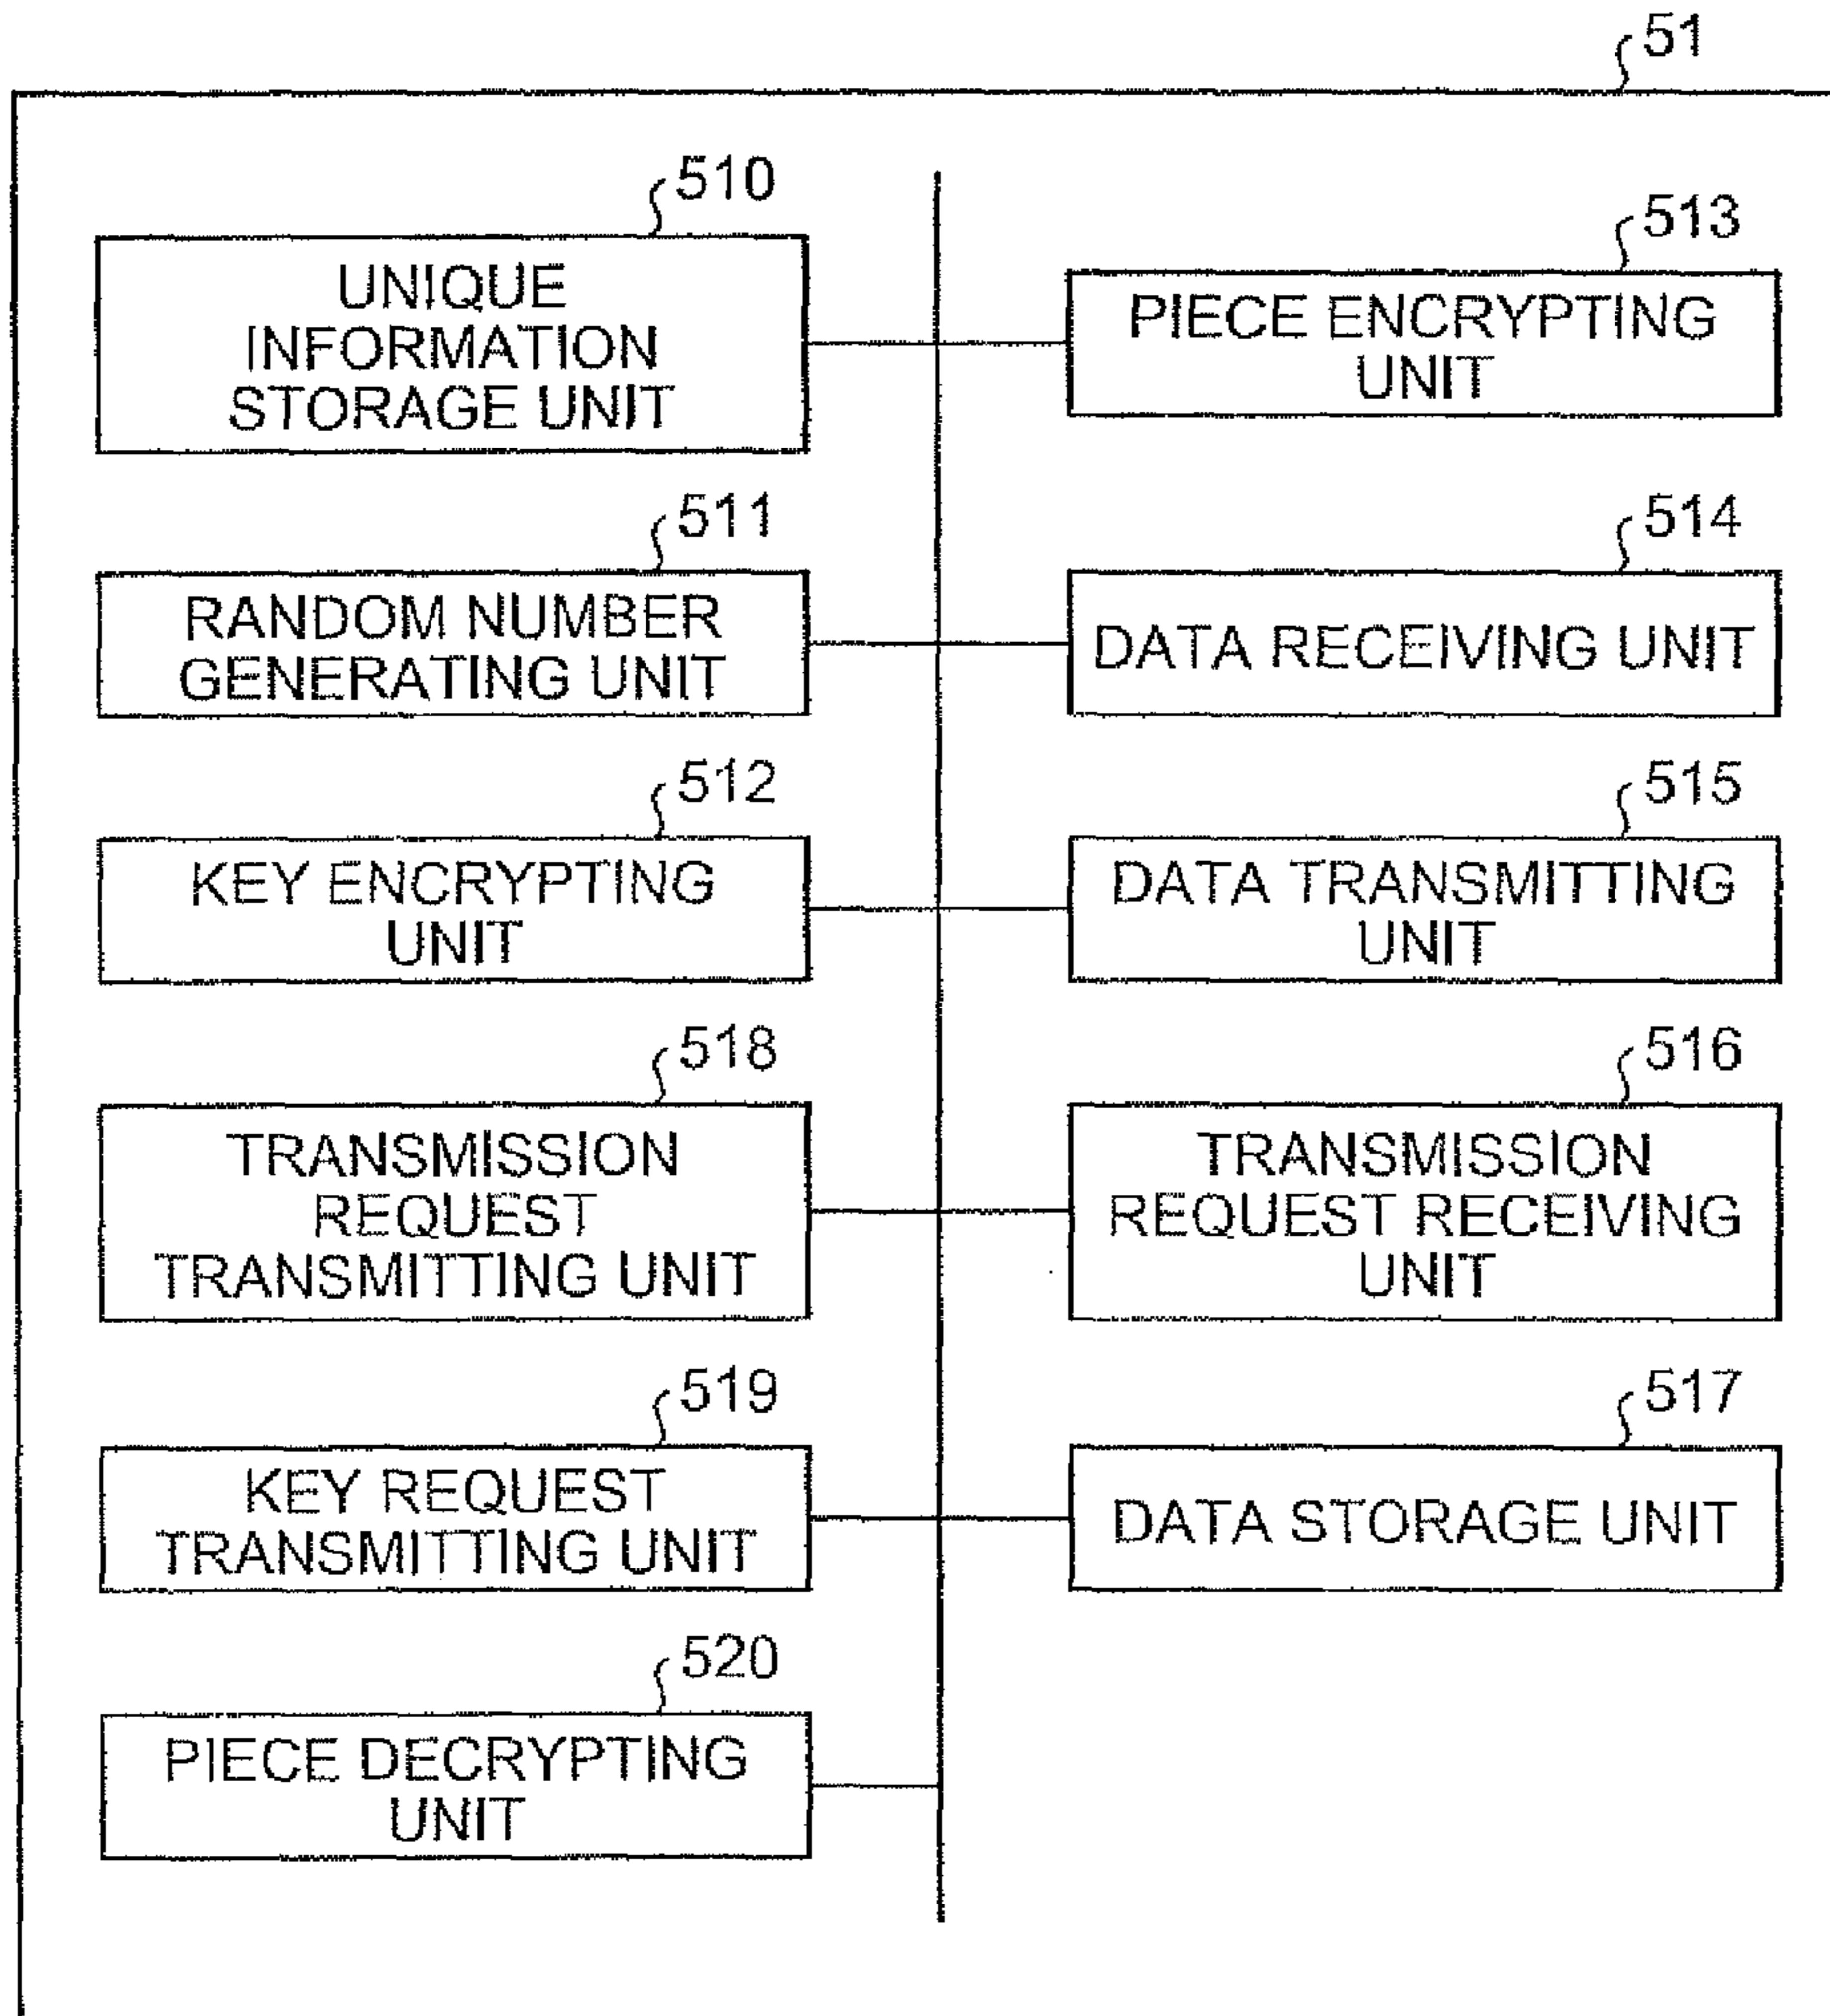 51
510
UNIQUE
INFORMATION
STORAGE UNIT
513
PIECE ENCRYPTING
UNIT
511
RANDOM NUMBER
GENERATING UNIT
514
DATA RECEIVING UNIT
512
KEY ENCRYPTING
UNIT
515
DATA TRANSMITTING
UNIT
518
TRANSMISSION
REQUEST
TRANSMITTING UNIT
516
TRANSMISSION
REQUEST RECEIVING
UNIT
519
KEY REQUEST
TRANSMITTING UNIT
517
DATA STORAGE UNIT
520
PIECE DECRYPTING
UNIT